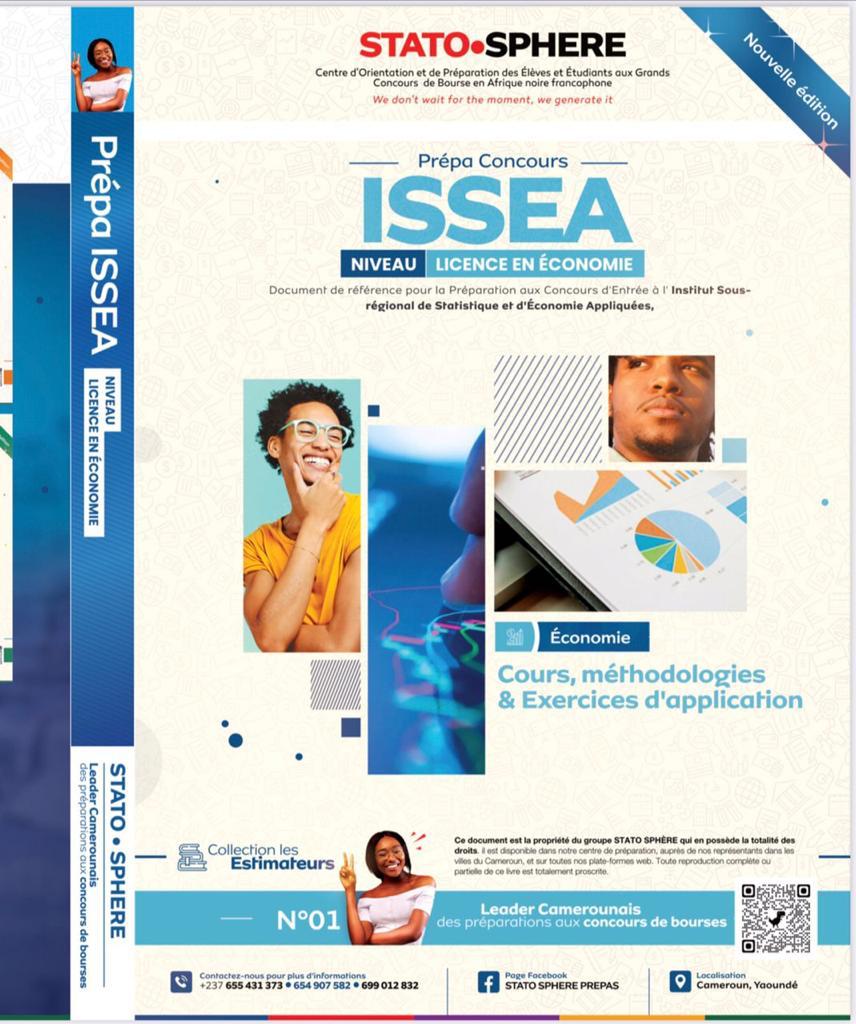 Prépa ISSEA
NIVEAU
LICENCE EN ÉCONOMIE
STATO • SPHERE
Leader Camerounais
des préparations aux concours de bourses
STATO•SPHERE
Centre d'Orientation et de Préparation des Élèves et Étudiants aux Grands
Concours de Bourse en Afrique noire francophone
We don't wait for the moment, we generate it
Nouvelle édition
Prépa Concours
ISSEA
NIVEAU LICENCE EN ÉCONOMIE
Document de référence pour la Préparation aux Concours d'Entrée à l' Institut Sous-
régional de Statistique et d'Économie Appliquées,
Économie
Cours, méthodologies
& Exercices d'application
Collection les
Estimateurs
Ce document est la propriété du groupe STATO SPHÈRE qui en possède la totalité des
droits. il est disponible dans notre centre de préparation, auprès de nos représentants dans les
villes du Cameroun, et sur toutes nos plate-formes web. Toute reproduction complète ou
partielle de ce livre est totalement proscrite.
N°01
Leader Camerounais
des préparations aux concours de bourses
Contactez-nous pour plus d'informations
+237 655 431 373 • 654 907 582 • 699 012 832
Page Facebook
STATO SPHERE PREPAS
Localisation
Cameroun, Yaoundé